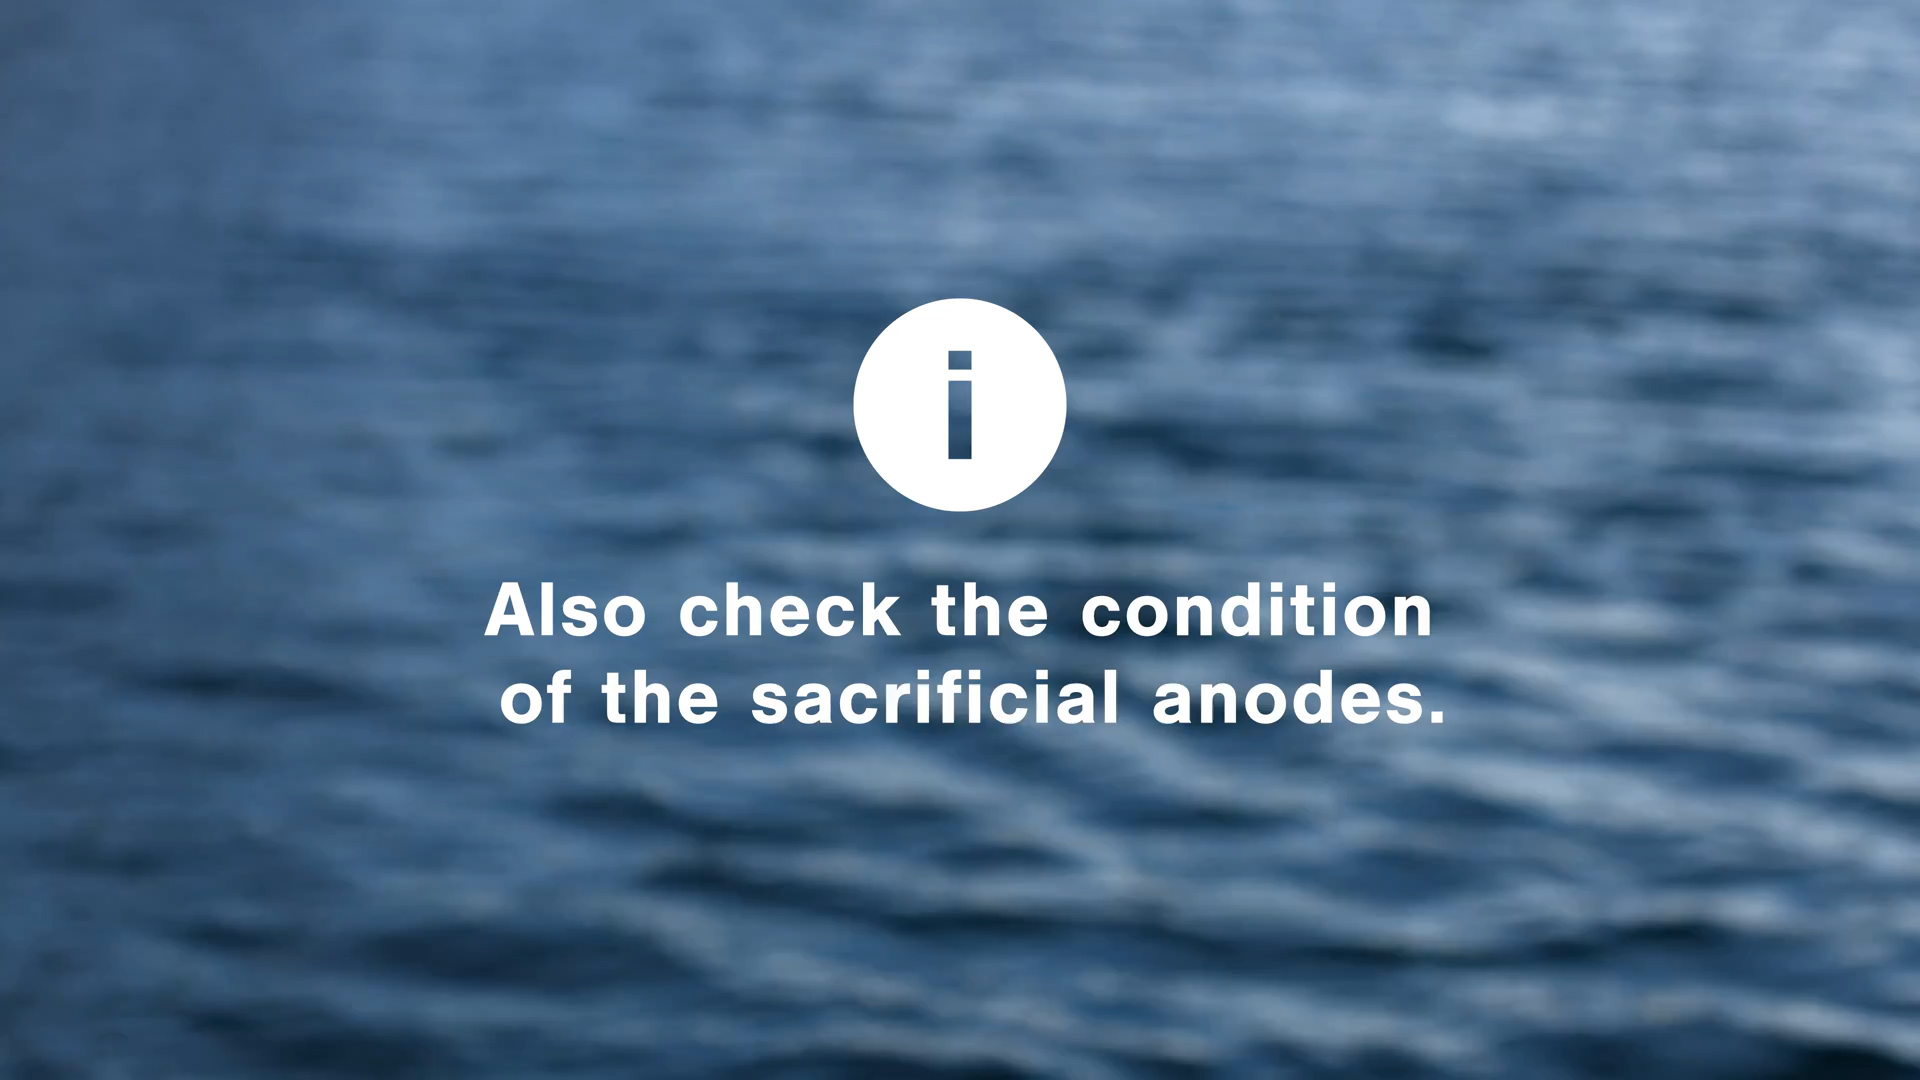 i
Also check the condition
of the sacrificial anodes.